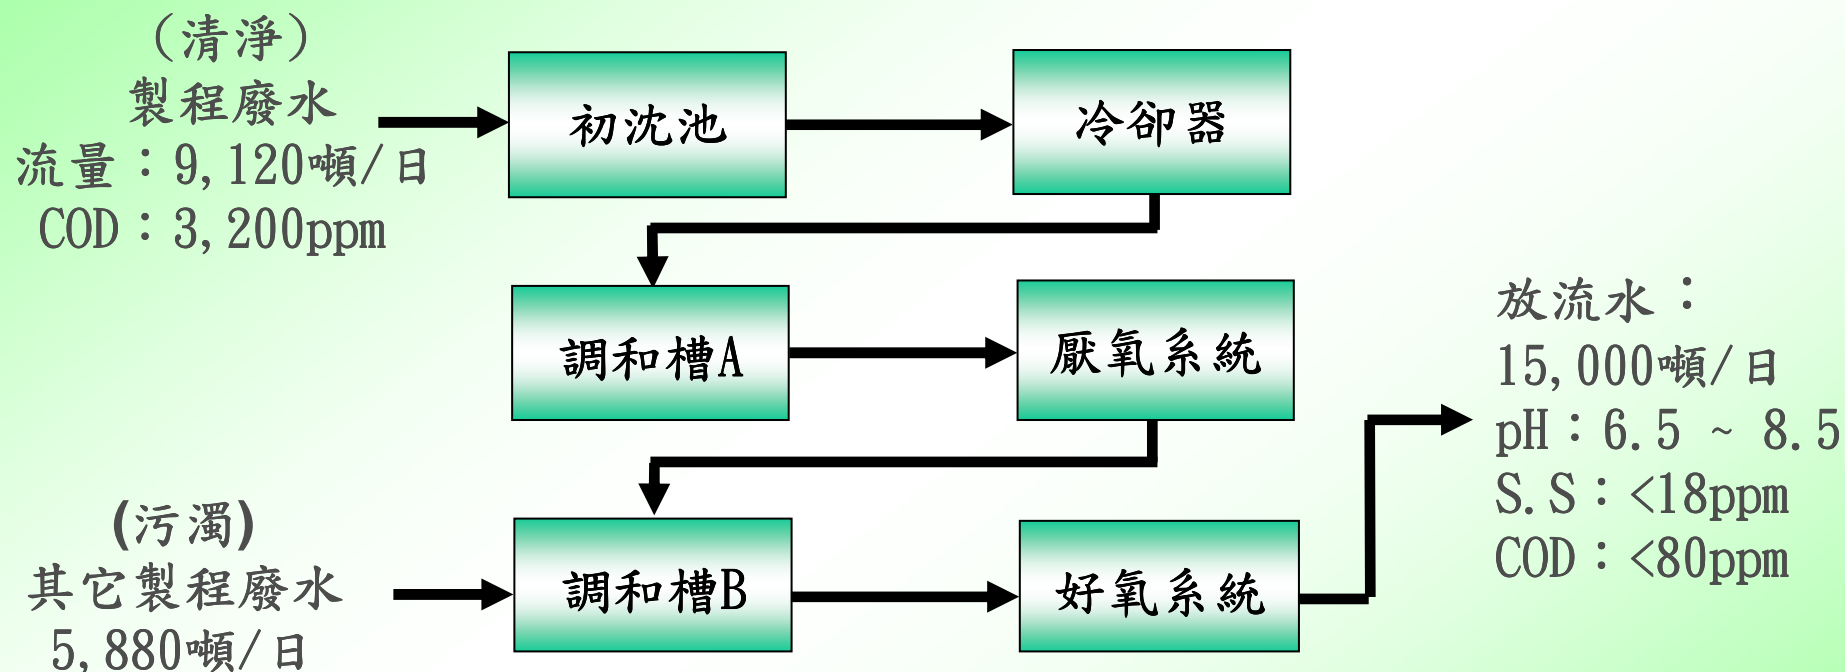 （清淨）
製程廢水
流量：9,120噸/日
COD：3,200ppm
初沈池
冷卻器
調和槽A
厭氧系統
(污濁)
其它製程廢水
5,880噸/日
調和槽B
好氧系統
放流水：
15,000噸/日
pH：6.5 ~ 8.5
S.S：<18ppm
COD：<80ppm